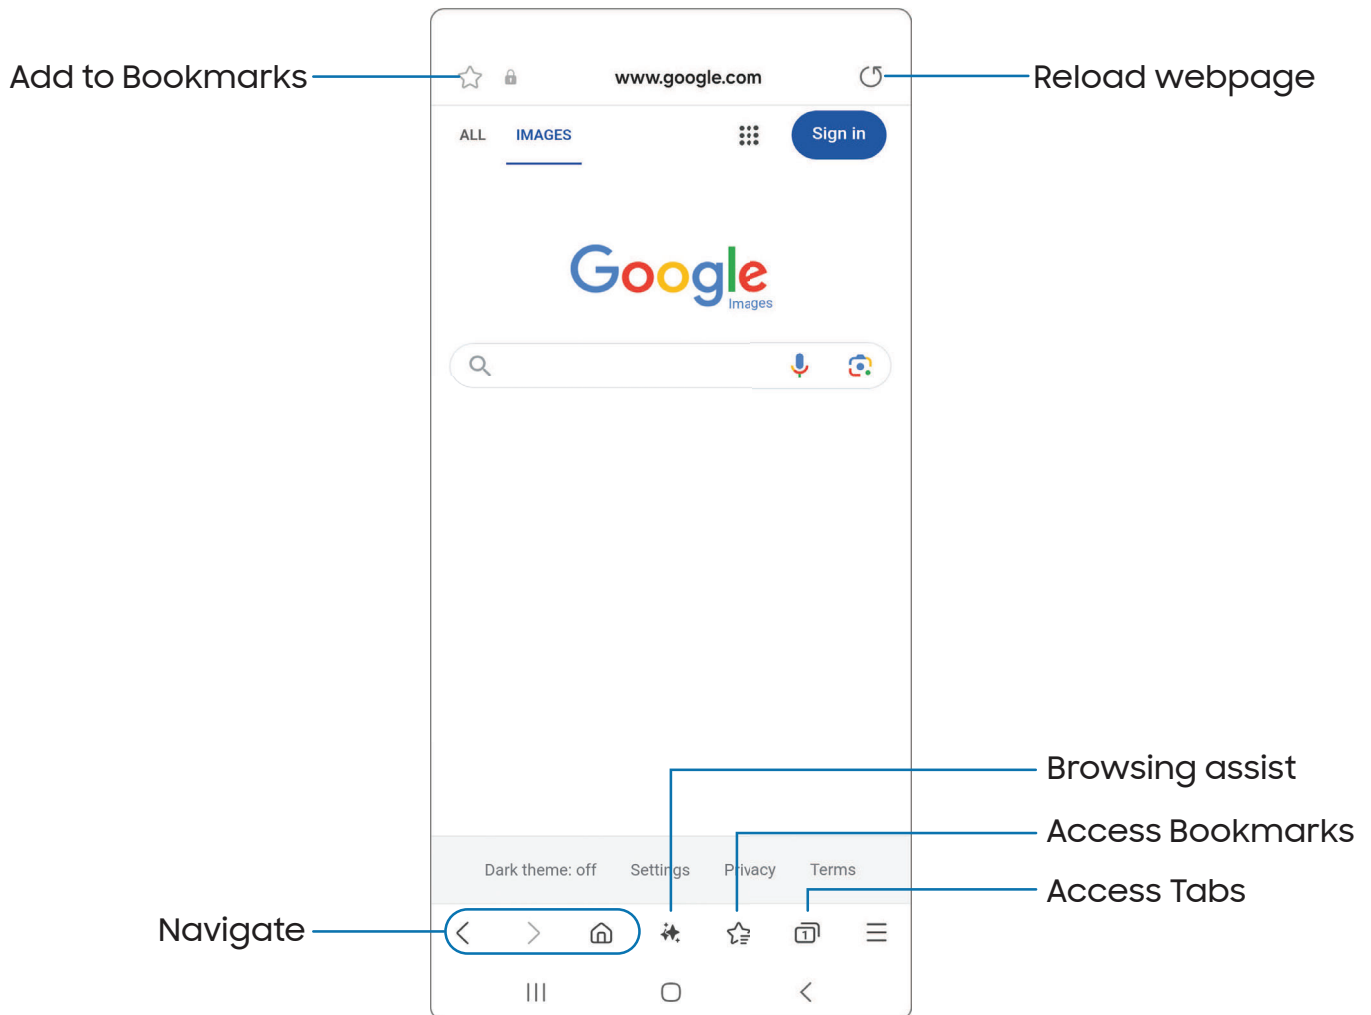 Add to Bookmarks
www.google.com
Reload webpage
ALL IMAGES
Sign in
Google
Images
Browsing assist
Access Bookmarks
Dark theme: off Settings Privacy Terms
Access Tabs
Navigate
1